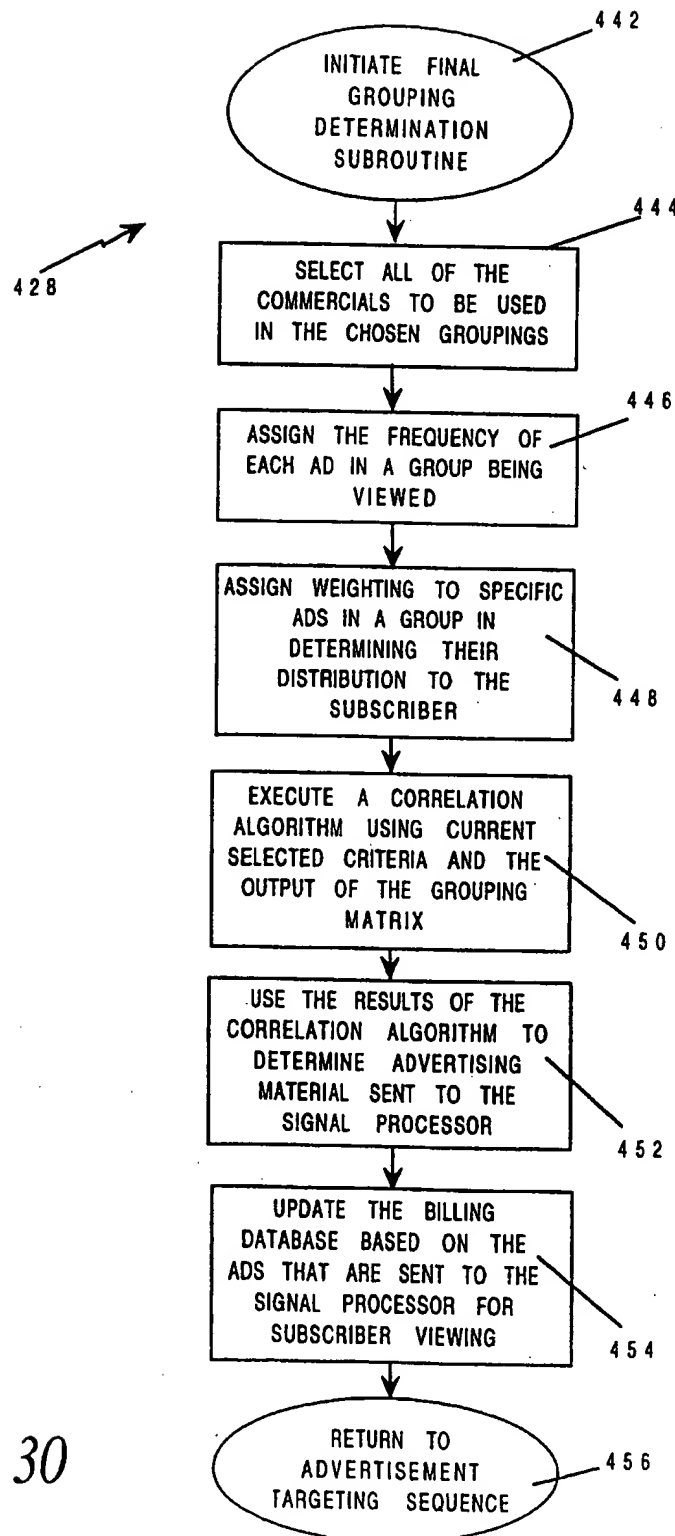 442
INITIATE FINAL
GROUPING
DETERMINATION
SUBROUTINE
428
444
SELECT ALL OF THE
COMMERCIALS TO BE USED
IN THE CHOSEN GROUPINGS
446
ASSIGN THE FREQUENCY OF
EACH AD IN A GROUP BEING
VIEWED
ASSIGN WEIGHTING TO SPECIFIC
ADS IN A GROUP IN
DETERMINING THEIR
DISTRIBUTION TO THE
SUBSCRIBER
448
EXECUTE A CORRELATION
ALGORITHM USING CURRENT
SELECTED CRITERIA AND THE
OUTPUT OF THE GROUPING
MATRIX
450
USE THE RESULTS OF THE
CORRELATION ALGORITHM TO
DETERMINE ADVERTISING
MATERIAL SENT TO THE
SIGNAL PROCESSOR
452
UPDATE THE BILLING
DATABASE BASED ON THE
ADS THAT ARE SENT TO THE
SIGNAL PROCESSOR FOR
SUBSCRIBER VIEWING
454
30
RETURN TO
ADVERTISEMENT
TARGETING SEQUENCE
456